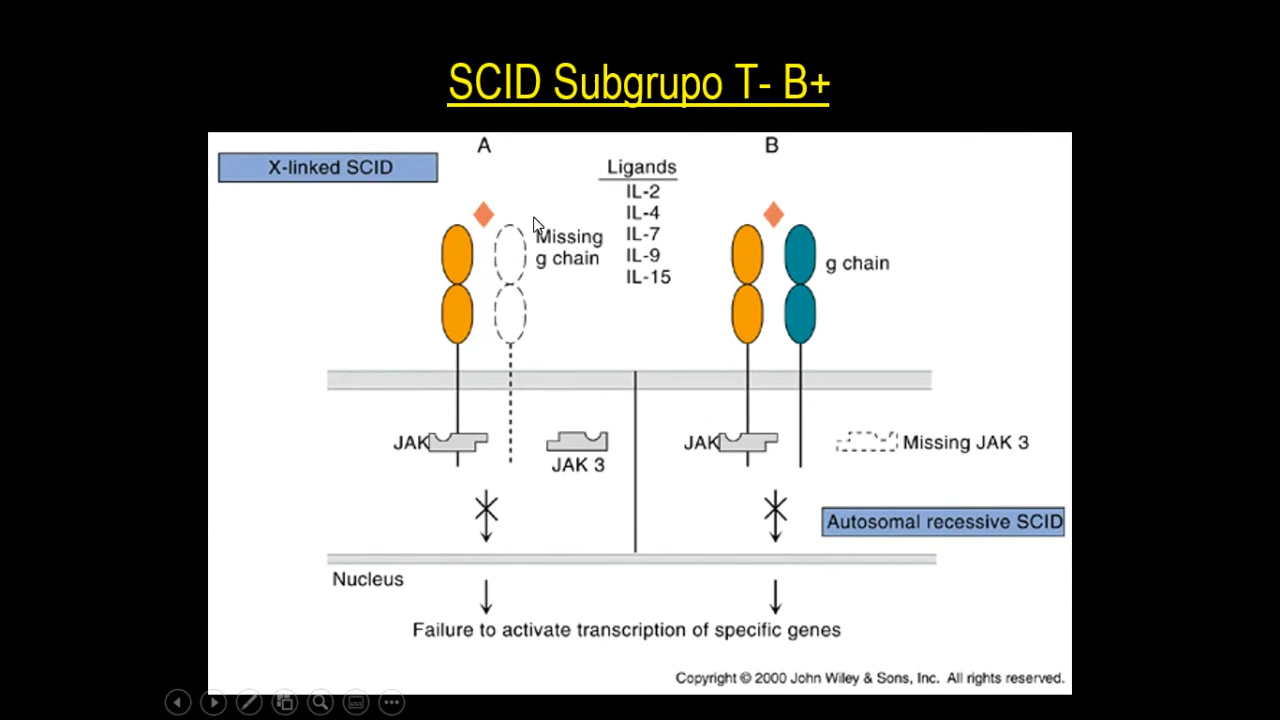 SCID Subgrupo T- B+
A
B
X-linked SCID
Ligands
IL-2
IL-4
IL-7
IL-9
IL-15
Missing
g chain
g chain
JAK
JAK 3
JAK
Missing JAK 3
Autosomal recessive SCID
Nucleus
Failure to activate transcription of specific genes
Copyright © 2000 John Wiley & Sons, Inc. All rights reserved.